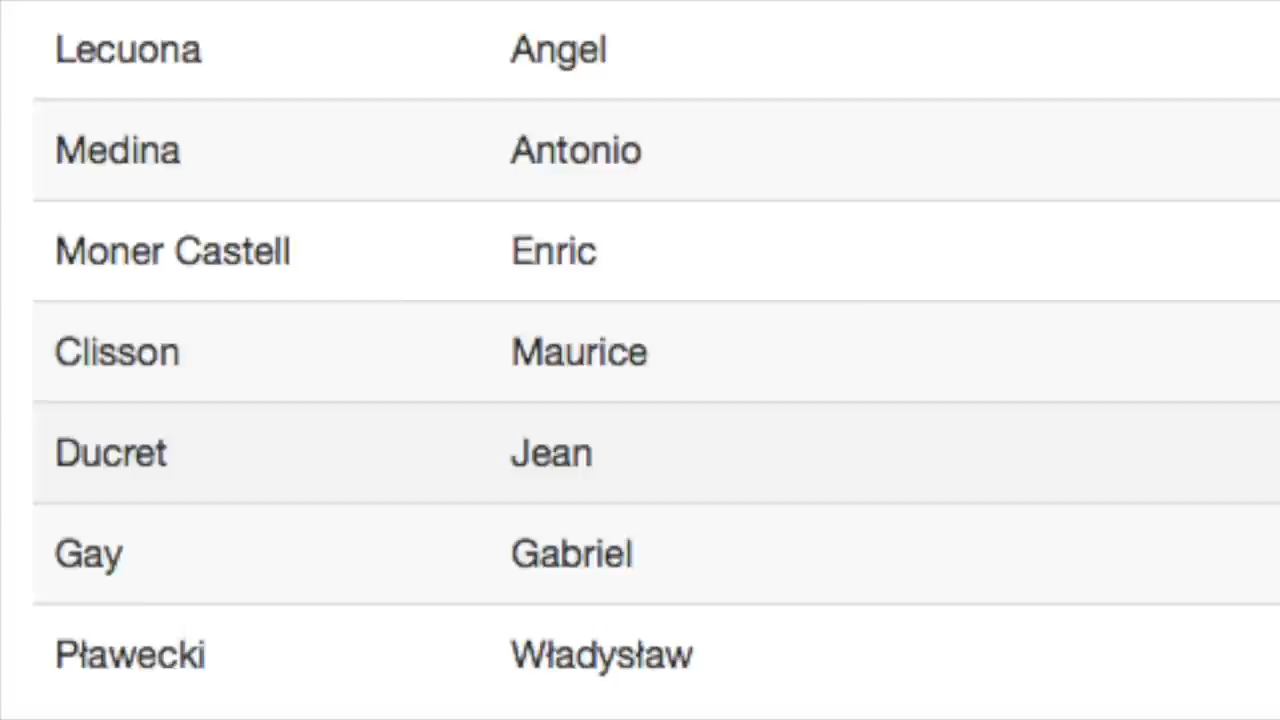 Lecuona Angel
Medina Antonio
Moner Castell Enric
Clisson Maurice
Ducret Jean
Gay Gabriel
Pławecki Władysław